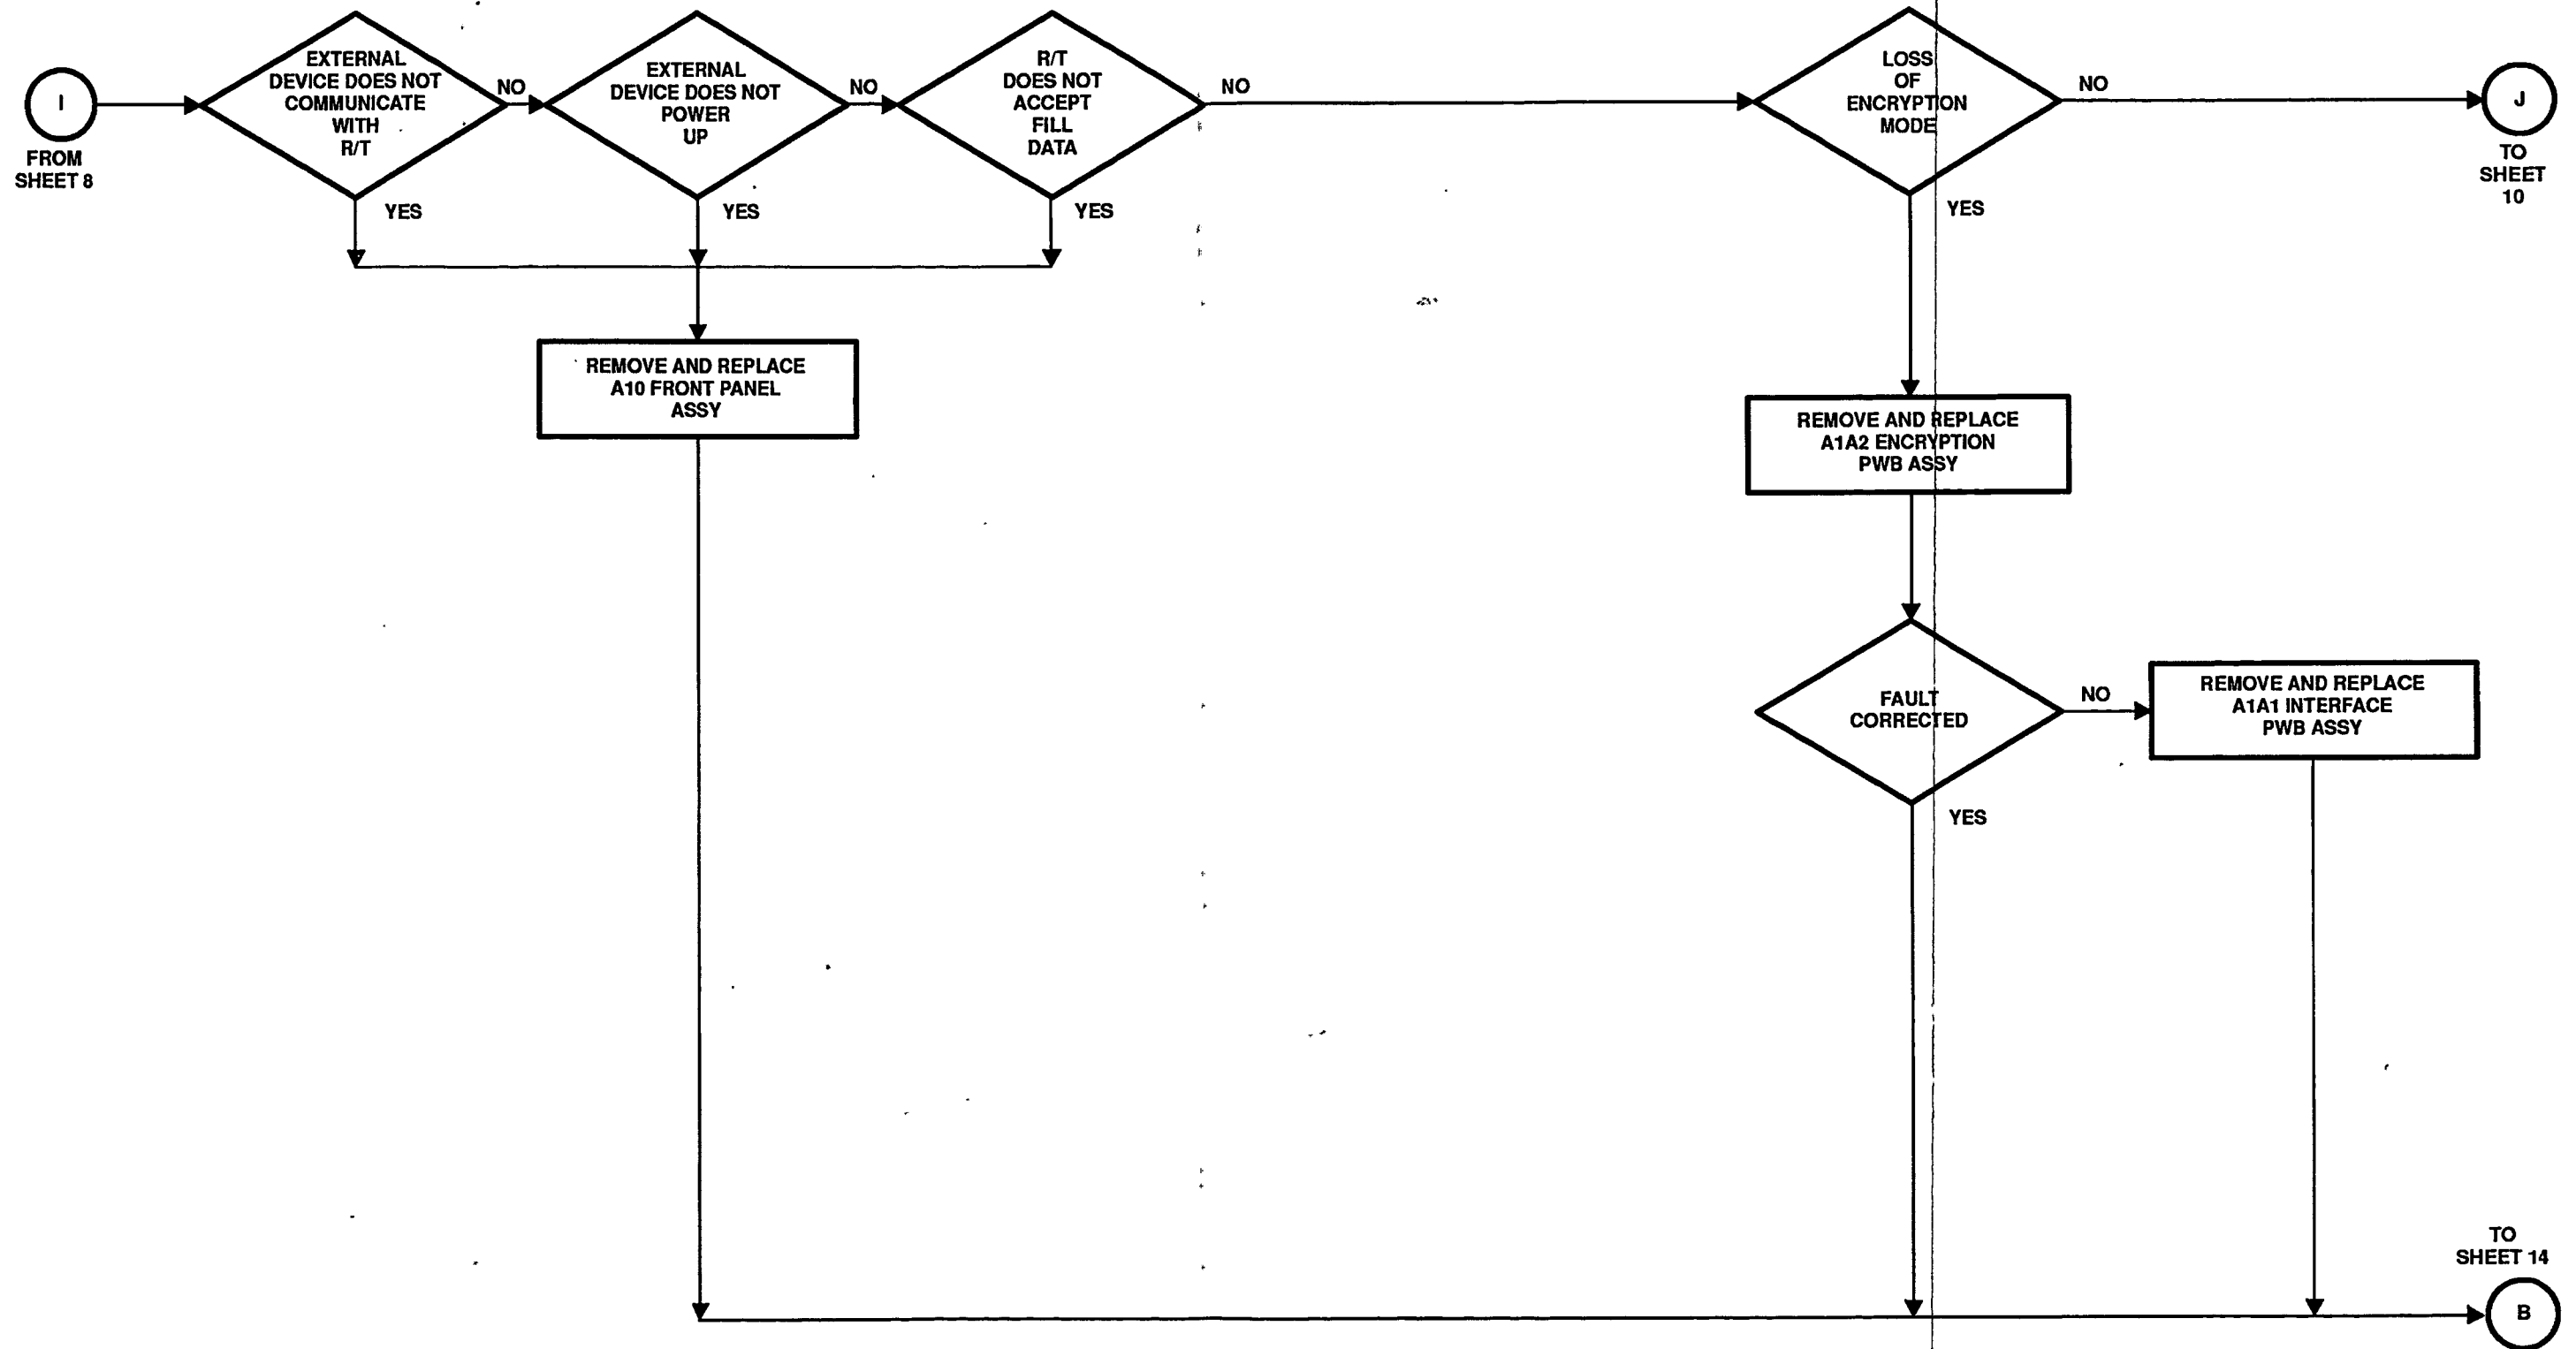 I
FROM
SHEET 8
EXTERNAL
DEVICE DOES NOT
COMMUNICATE
WITH
R/T
NO
YES
EXTERNAL
DEVICE DOES NOT
POWER
UP
NO
YES
R/T
DOES NOT
ACCEPT
FILL
DATA
NO
YES
LOSS
OF
ENCRYPTION
MODE
NO
YES
J
TO
SHEET
10
REMOVE AND REPLACE
A10 FRONT PANEL
ASSY
REMOVE AND REPLACE
A1A2 ENCRYPTION
PWB ASSY
FAULT
CORRECTED
NO
YES
REMOVE AND REPLACE
A1A1 INTERFACE
PWB ASSY
TO
SHEET 14
B